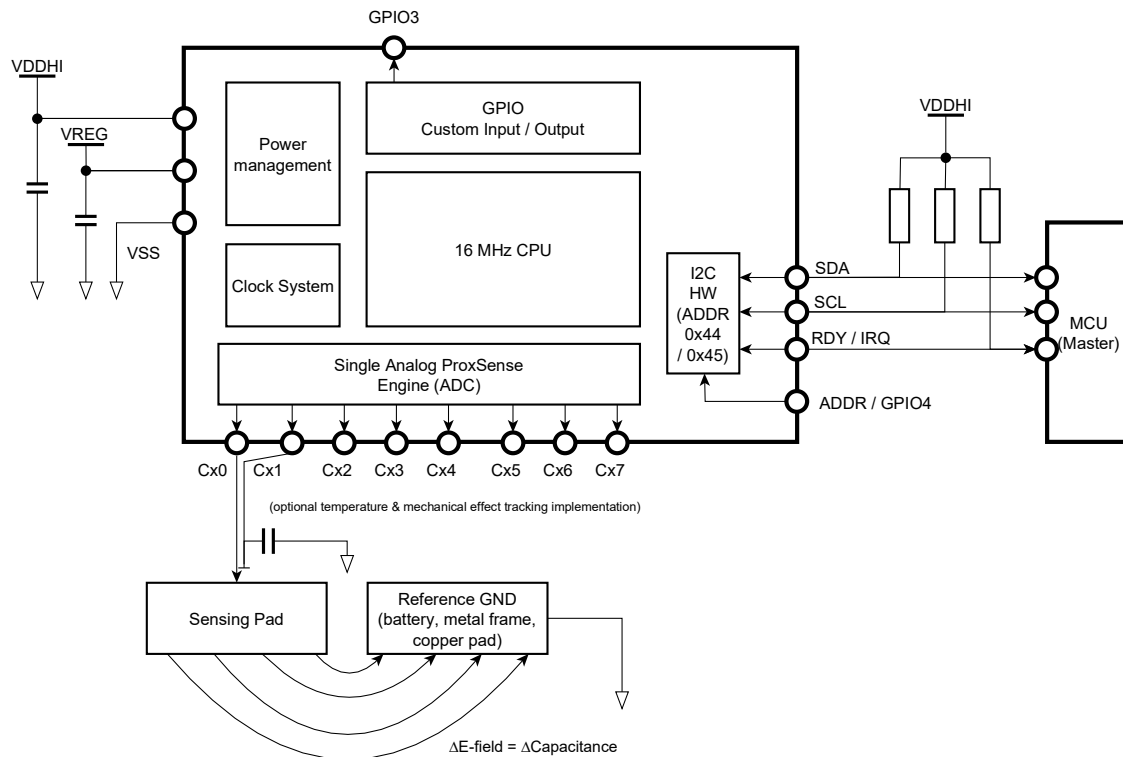 GPIO3
VDDHI
VREG
VSS
Power
management
Clock System
GPIO
Custom Input / Output
16 MHz CPU
Single Analog ProxSense
Engine (ADC)
I2C
HW
(ADDR
0x44
/ 0x45)
VDDHI
SDA
SCL
RDY / IRQ
ADDR / GPIO4
MCU
(Master)
Cx0
Cx1
Cx2
Cx3
Cx4
Cx5
Cx6
Cx7
(optional temperature & mechanical effect tracking implementation)
Sensing Pad
Reference GND
(battery, metal frame,
copper pad)
ΔE-field = ΔCapacitance